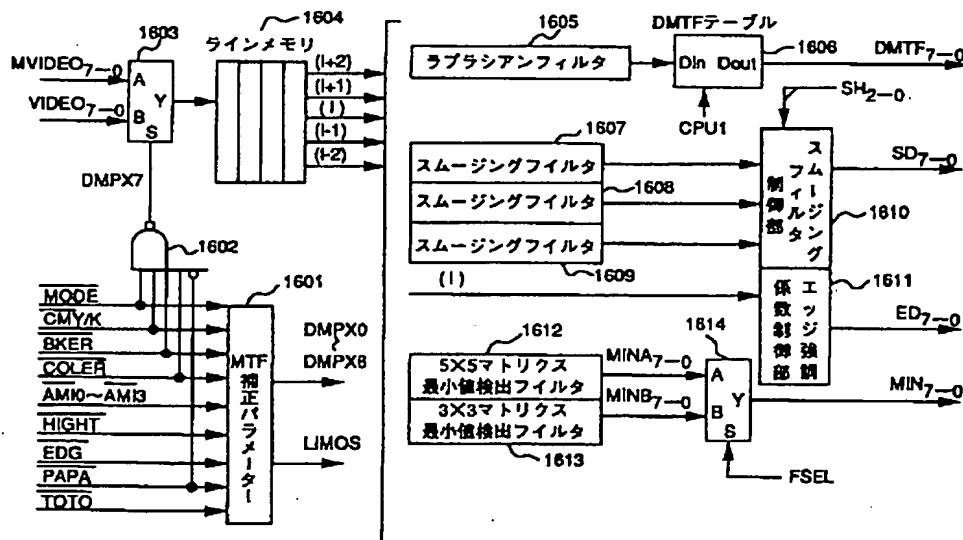 1603
MVIDEO7—0
A
Y
VIDEO7—0
B
S
DMPX7
1604
ラインメモリ
(I+2)
(I+1)
(I)
(I-1)
(I-2)
1602
1601
MODE
CMY/K
BKER
COLER
AMI0～AMI3
HIGHT
EDG
PAPA
TOTO
MTF補正パラメーター
DMPX0
～
DMPX6
LIMOS
1605
ラプラシアンフィルタ
DMTFテーブル
1606
Din Dout
DMTF7—0
CPU1
SH2—0
1607
スムージングフィルタ
1608
スムージングフィルタ
スムージングフィルタ
1609
スムージング
フィルタ
制御部
SD7—0
1610
(I)
エッジ強調
係数制御部
1611
ED7—0
1612
5×5マトリクス
最小値検出フィルタ
3×3マトリクス
最小値検出フィルタ
1613
MINA7—0
MINB7—0
1614
A
Y
B
S
MIN7—0
FSEL